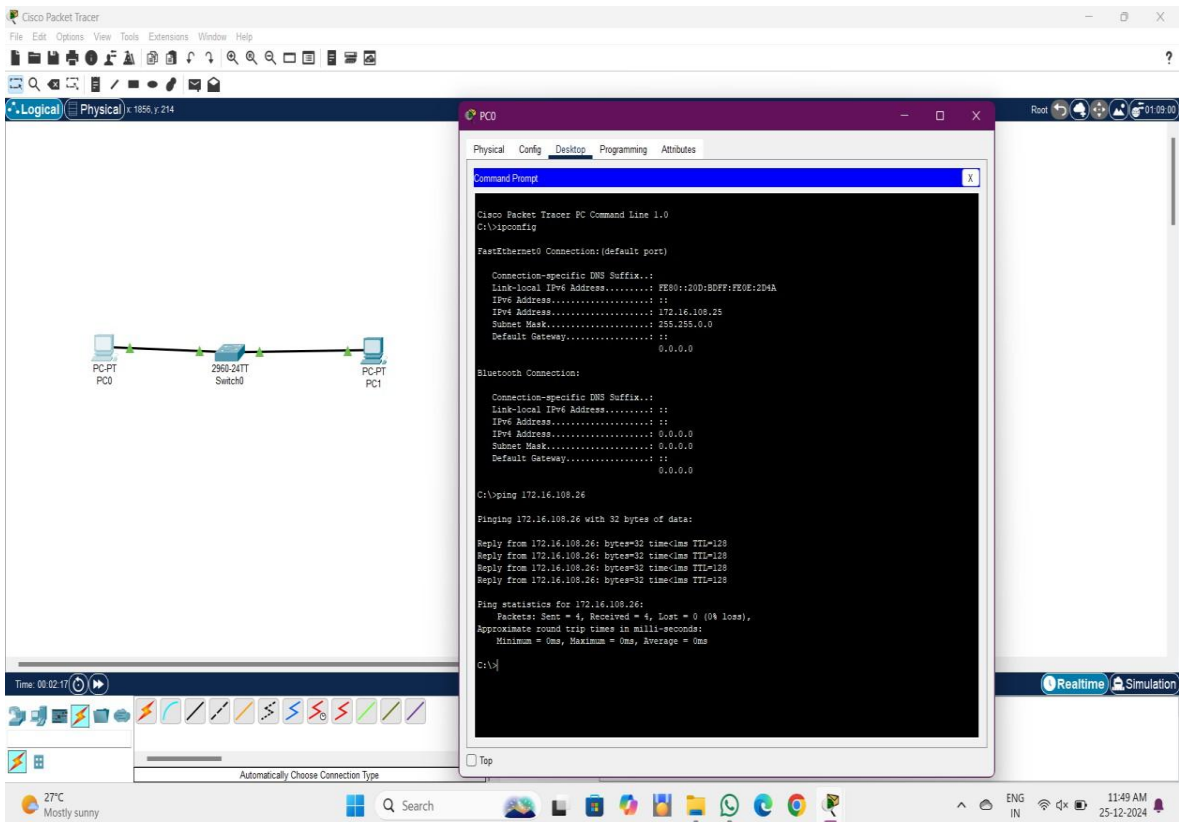 Cisco Packet Tracer
File Edit Options View Tools Extensions Window Help
?
Logical Physical x: 1856, y: 214
Root 01:09:00
PC-PT
PC0
2960-24TT
Switch0
PC-PT
PC1
PC0
Physical Config Desktop Programming Attributes
Command Prompt
X
Cisco Packet Tracer PC Command Line 1.0
C:\>ipconfig
FastEthernet0 Connection:(default port)
Connection-specific DNS Suffix..:
Link-local IPv6 Address.........: FE80::20D:BDFF:FE0E:2D4A
IPv6 Address....................: ::
IPv4 Address....................: 172.16.108.25
Subnet Mask.....................: 255.255.0.0
Default Gateway.................: ::
0.0.0.0
Bluetooth Connection:
Connection-specific DNS Suffix..:
Link-local IPv6 Address.........: ::
IPv6 Address....................: ::
IPv4 Address....................: 0.0.0.0
Subnet Mask.....................: 0.0.0.0
Default Gateway.................: ::
0.0.0.0
C:\>ping 172.16.108.26
Pinging 172.16.108.26 with 32 bytes of data:
Reply from 172.16.108.26: bytes=32 time<1ms TTL=128
Reply from 172.16.108.26: bytes=32 time<1ms TTL=128
Reply from 172.16.108.26: bytes=32 time<1ms TTL=128
Reply from 172.16.108.26: bytes=32 time<1ms TTL=128
Ping statistics for 172.16.108.26:
Packets: Sent = 4, Received = 4, Lost = 0 (0% loss),
Approximate round trip times in milli-seconds:
Minimum = 0ms, Maximum = 0ms, Average = 0ms
C:\>
Top
Time: 00:02:17
Realtime Simulation
Automatically Choose Connection Type
27°C
Mostly sunny
Search
ENG
IN
11:49 AM
25-12-2024